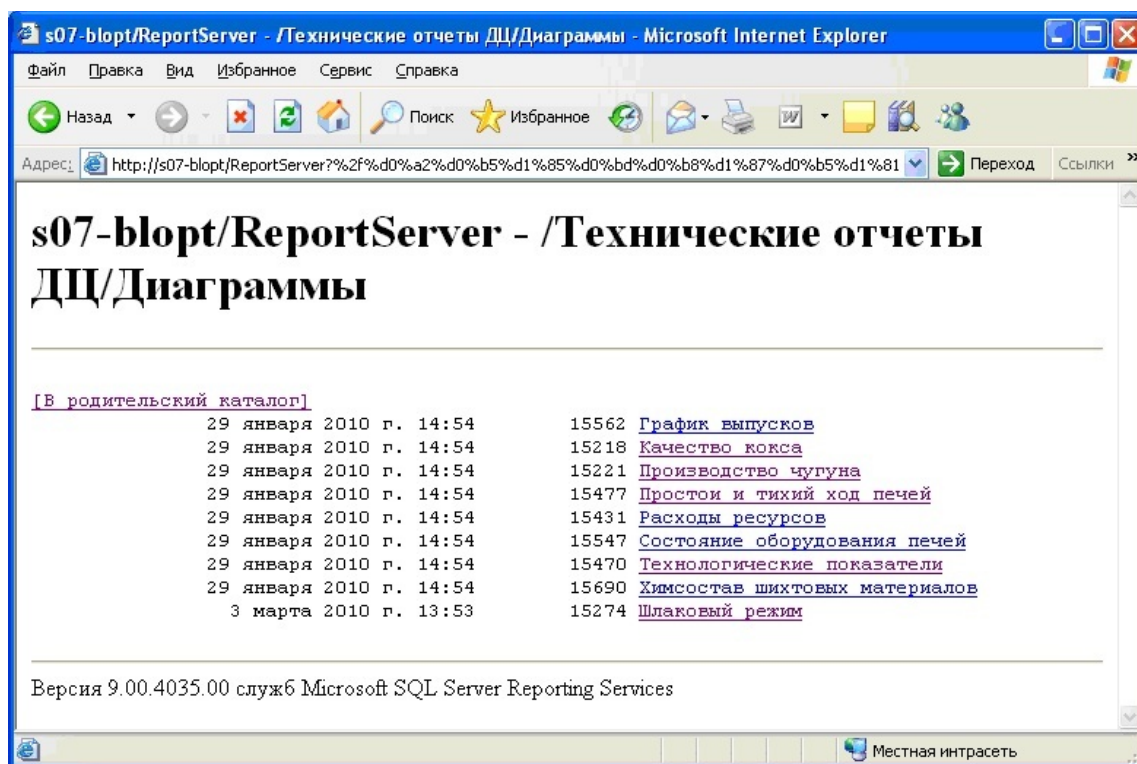 s07-blopt/ReportServer - /Технические отчеты ДЦ/Диаграммы - Microsoft Internet Explorer
Файл Правка Вид Избранное Сервис Справка
Назад Поиск Избранное
Адрес: http://s07-blopt/ReportServer?%2f%d0%a2%d0%b5%d1%85%d0%bd%d0%b8%d1%87%d0%b5%d1%81 Переход Ссылки »
s07-blopt/ReportServer - /Технические отчеты
ДЦ/Диаграммы
[В родительский каталог]
29 января 2010 г. 14:54 15562 График выпусков
29 января 2010 г. 14:54 15218 Качество кокса
29 января 2010 г. 14:54 15221 Производство чугуна
29 января 2010 г. 14:54 15477 Простои и тихий ход печей
29 января 2010 г. 14:54 15431 Расходы ресурсов
29 января 2010 г. 14:54 15547 Состояние оборудования печей
29 января 2010 г. 14:54 15470 Технологические показатели
29 января 2010 г. 14:54 15690 Химсостав шихтовых материалов
3 марта 2010 г. 13:53 15274 Шлаковый режим
Версия 9.00.4035.00 служб Microsoft SQL Server Reporting Services
Местная интрасеть